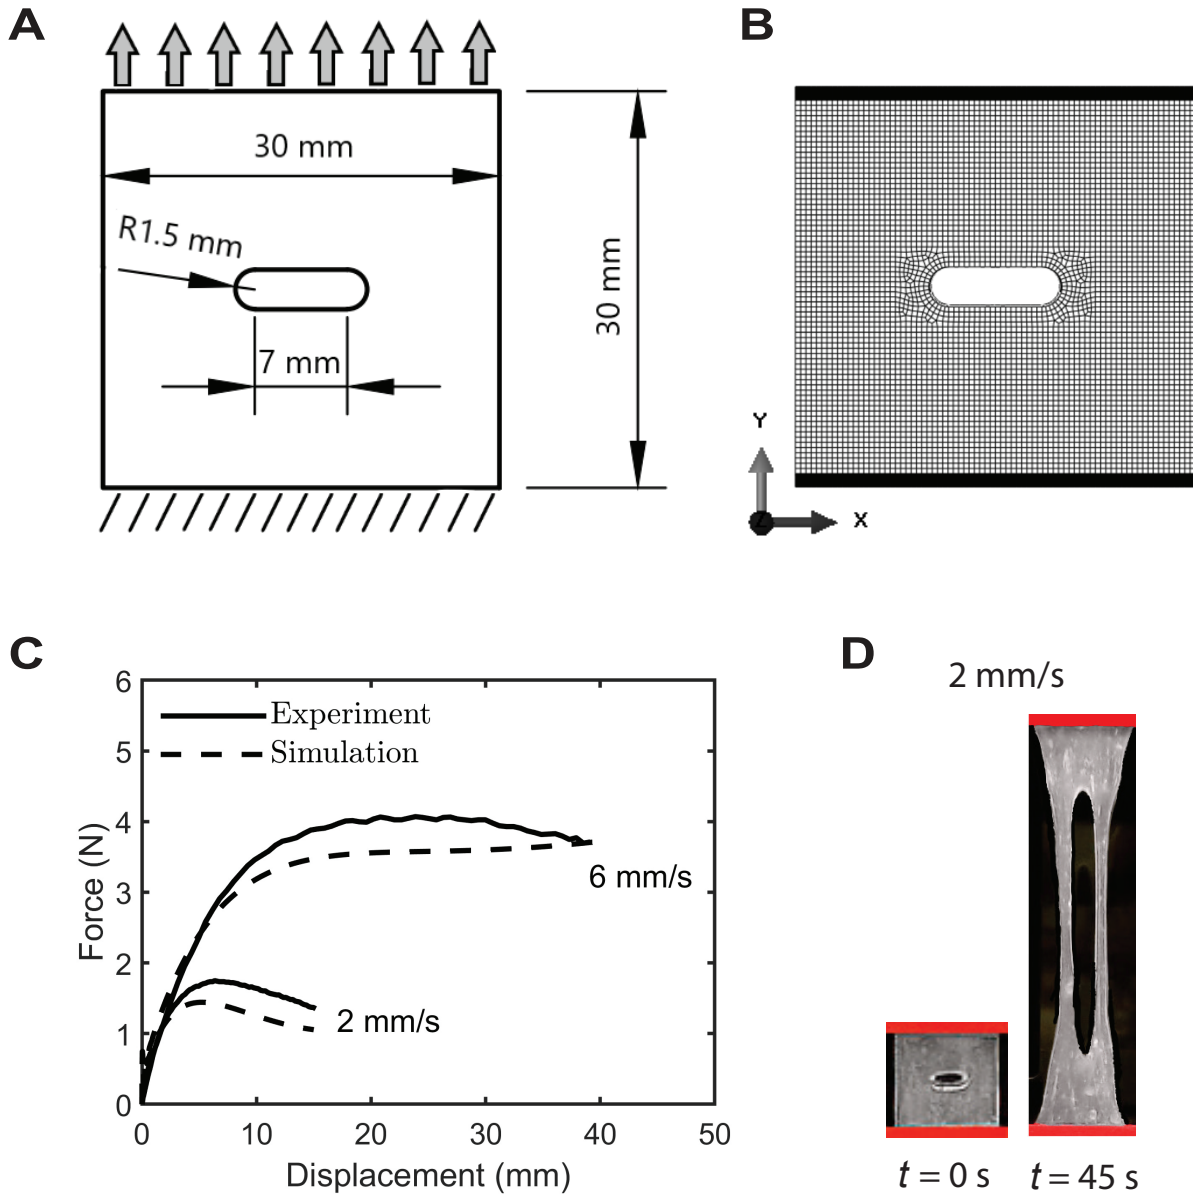 A
B
30 mm
R1.5 mm
30 mm
7 mm
Y
Z
X
C
D
2 mm/s
6
Experiment
5
Simulation
4
6 mm/s
3
2
2 mm/s
1
0
Force (N)
0 10 20 30 40 50
Displacement (mm)
t = 0 s
t = 45 s